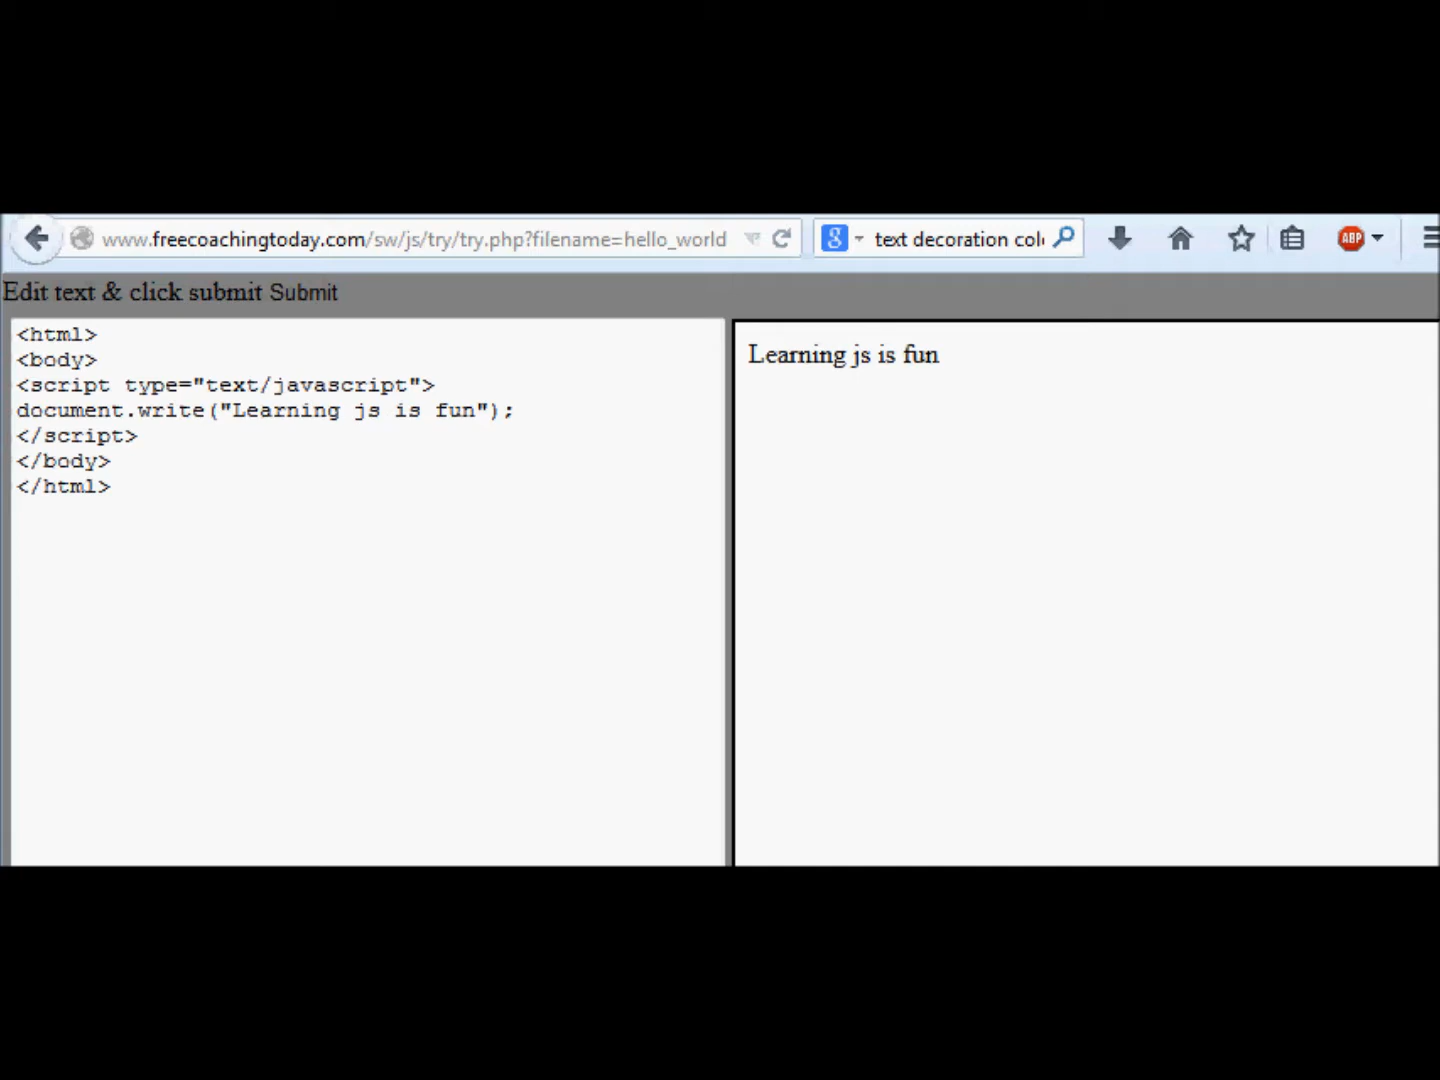 www.freecoachingtoday.com/sw/js/try/try.php?filename=hello_world
g
text decoration col
ABP
Edit text & click submit Submit
<html>
<body>
<script type="text/javascript">
document.write("Learning js is fun");
</script>
</body>
</html>
Learning js is fun